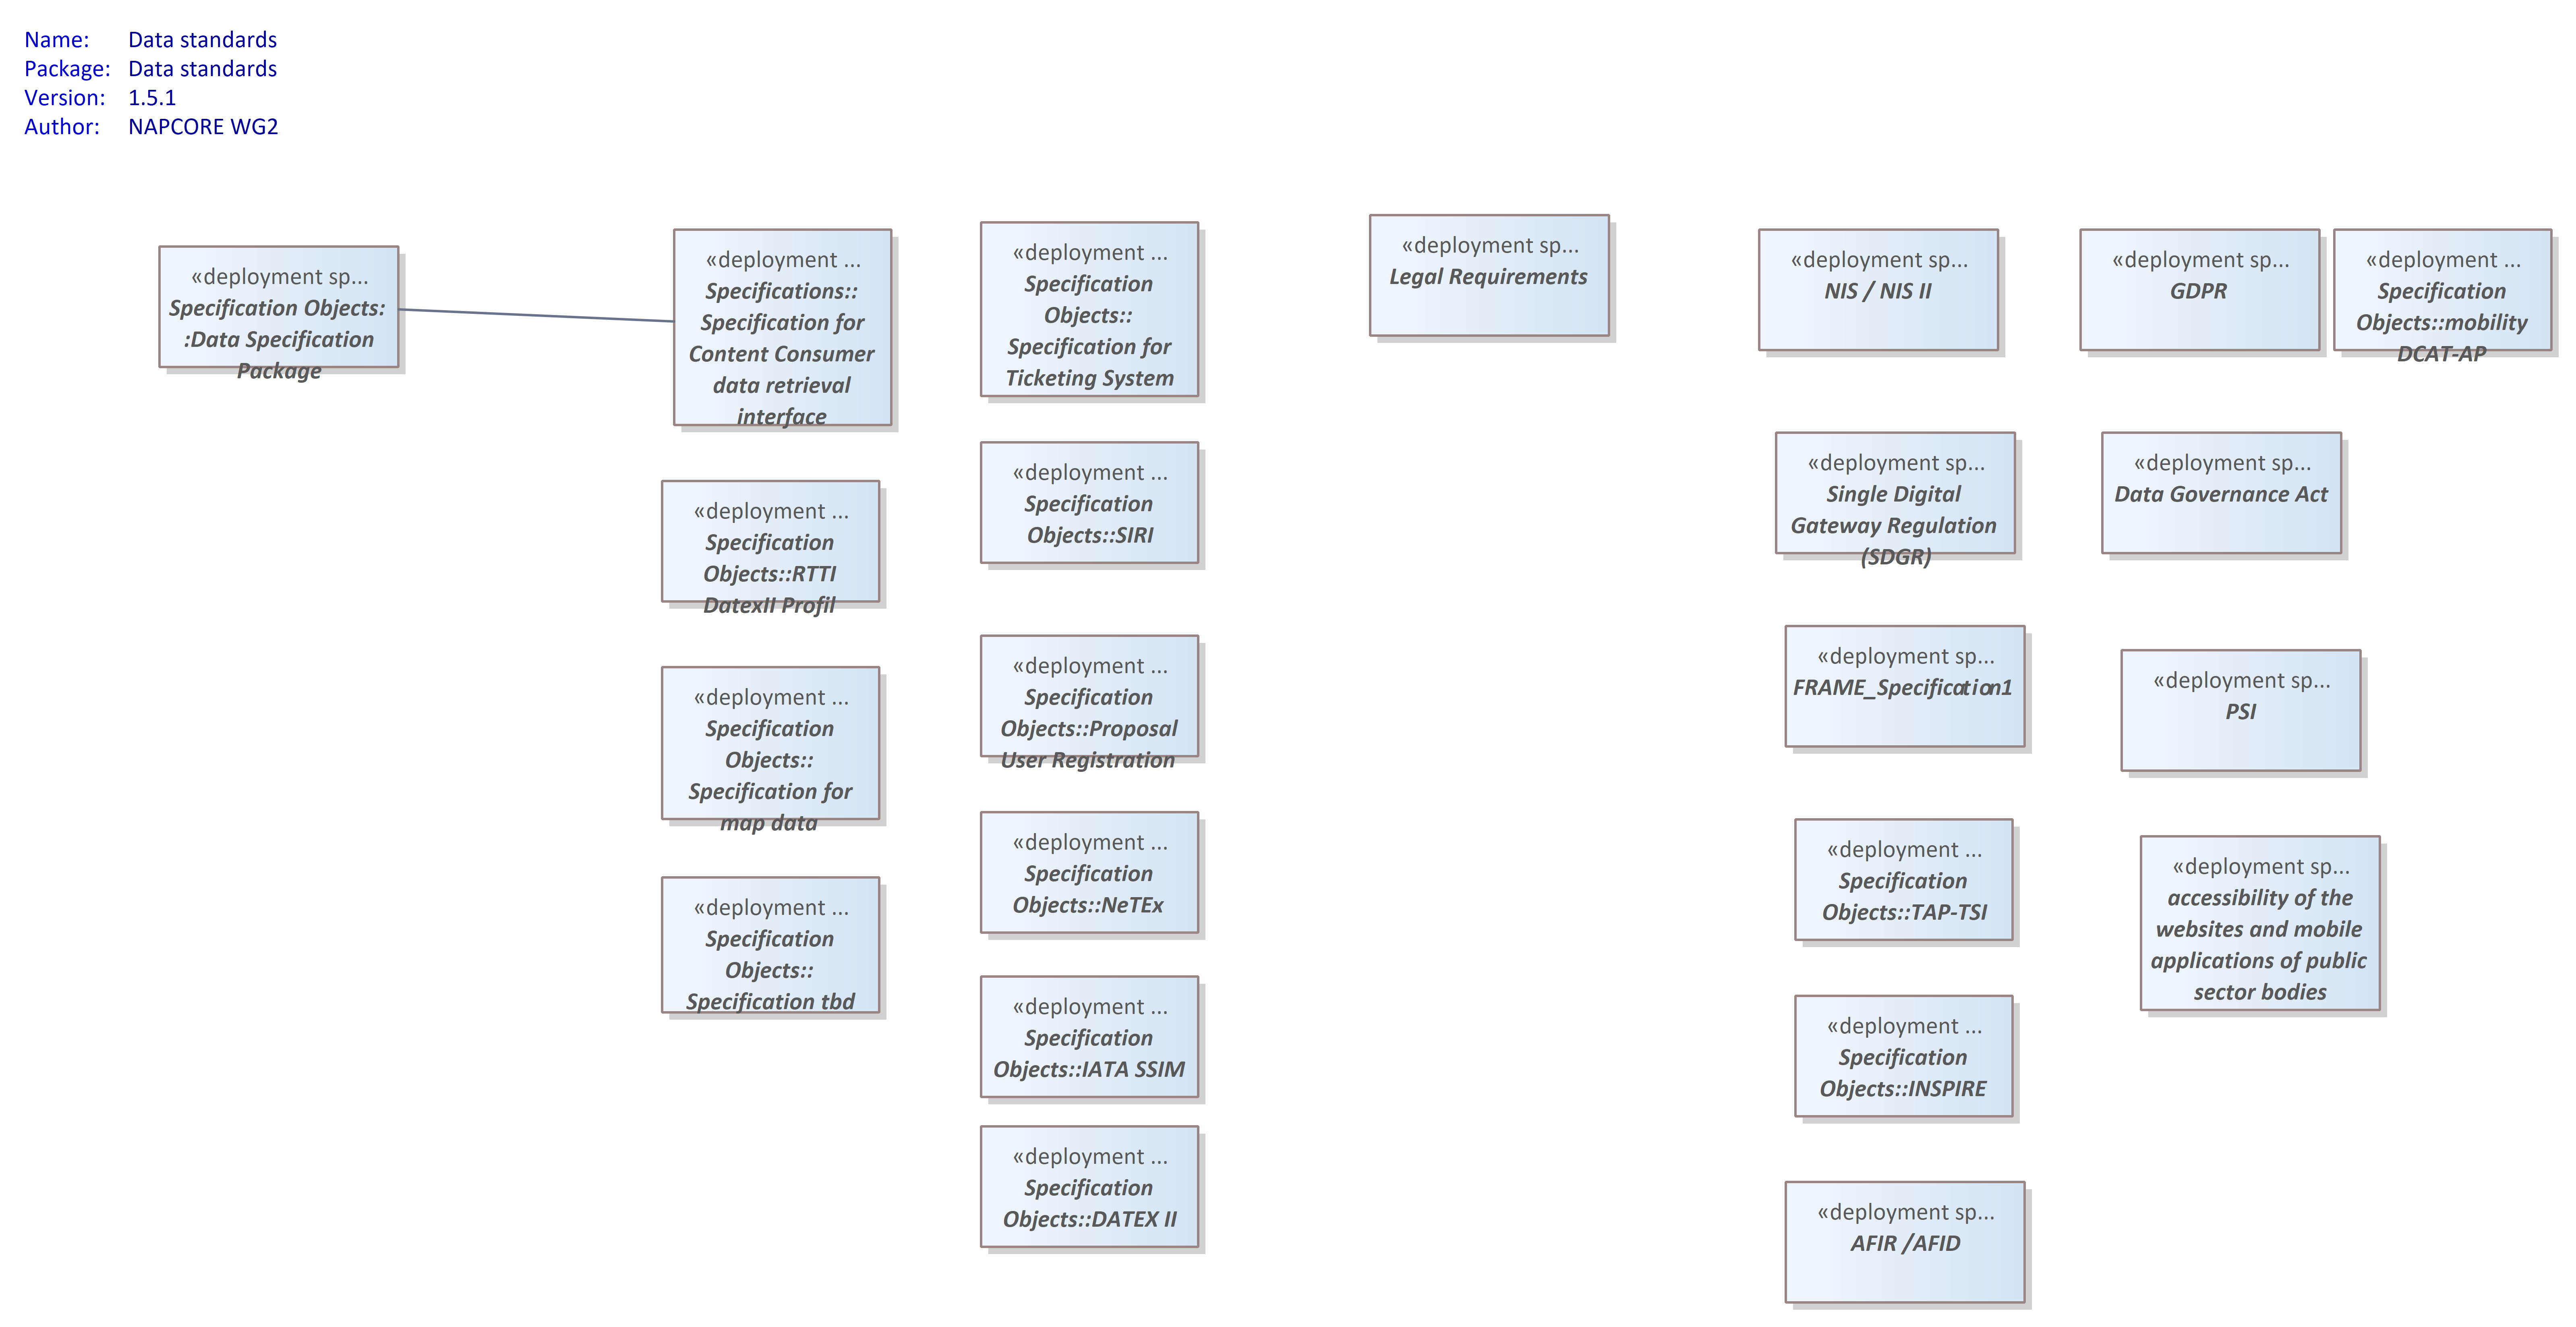 Name: Data standards
Package: Data standards
Version: 1.5.1
Author: NAPCORE WG2
«deployment sp...
Specification Objects:
:Data Specification
Package
«deployment ...
Specifications::
Specification for
Content Consumer
data retrieval
interface
«deployment ...
Specification
Objects::RTTI
DatexII Profil
«deployment ...
Specification
Objects::
Specification for
map data
«deployment ...
Specification
Objects::
Specification tbd
«deployment ...
Specification
Objects::
Specification for
Ticketing System
«deployment ...
Specification
Objects::SIRI
«deployment ...
Specification
Objects::Proposal
User Registration
«deployment ...
Specification
Objects::NeTEx
«deployment ...
Specification
Objects::IATA SSIM
«deployment ...
Specification
Objects::DATEX II
«deployment sp...
Legal Requirements
«deployment sp...
NIS / NIS II
«deployment sp...
Single Digital
Gateway Regulation
(SDGR)
«deployment sp...
FRAME_Specification1
«deployment ...
Specification
Objects::TAP-TSI
«deployment ...
Specification
Objects::INSPIRE
«deployment sp...
AFIR /AFID
«deployment sp...
GDPR
«deployment sp...
Data Governance Act
«deployment sp...
PSI
«deployment sp...
accessibility of the
websites and mobile
applications of public
sector bodies
«deployment ...
Specification
Objects::mobility
DCAT-AP